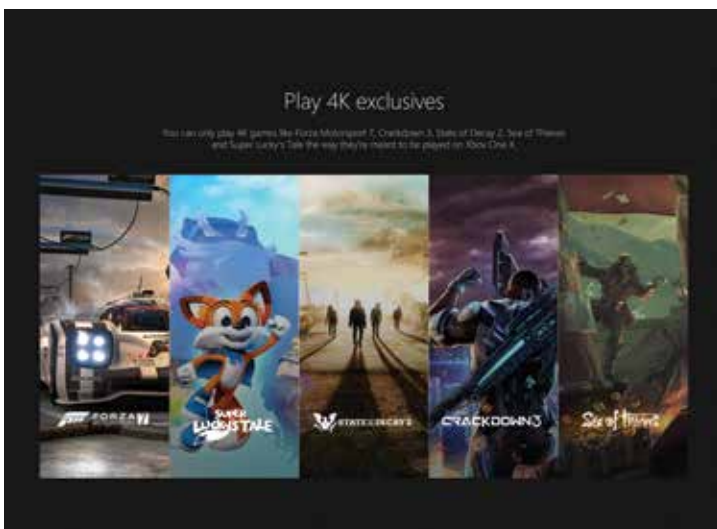 Play 4K exclusives
You can only play 4K games like Forza Motorsport 7, Crackdown 3, State of Decay 2, Sea of Thieves
and Super Lucky's Tale the way they're meant to be played on Xbox One X.
FORZA 7
SUPER
LUCKY'S TALE
STATE OF DECAY 2
CRACKDOWN 3
Sea of Thieves